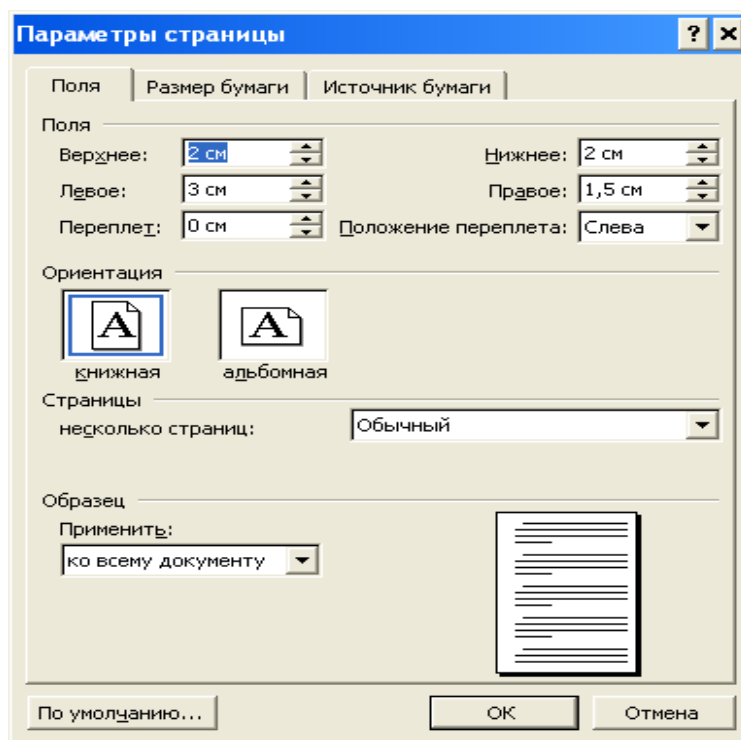 Параметры страницы
Поля Размер бумаги Источник бумаги
Поля
Верхнее: 2 см Нижнее: 2 см
Левое: 3 см Правое: 1,5 см
Переплет: 0 см Положение переплета: Слева
Ориентация
A A
книжная альбомная
Страницы
несколько страниц: Обычный
Образец
Применить:
ко всему документу
По умолчанию... ОК Отмена